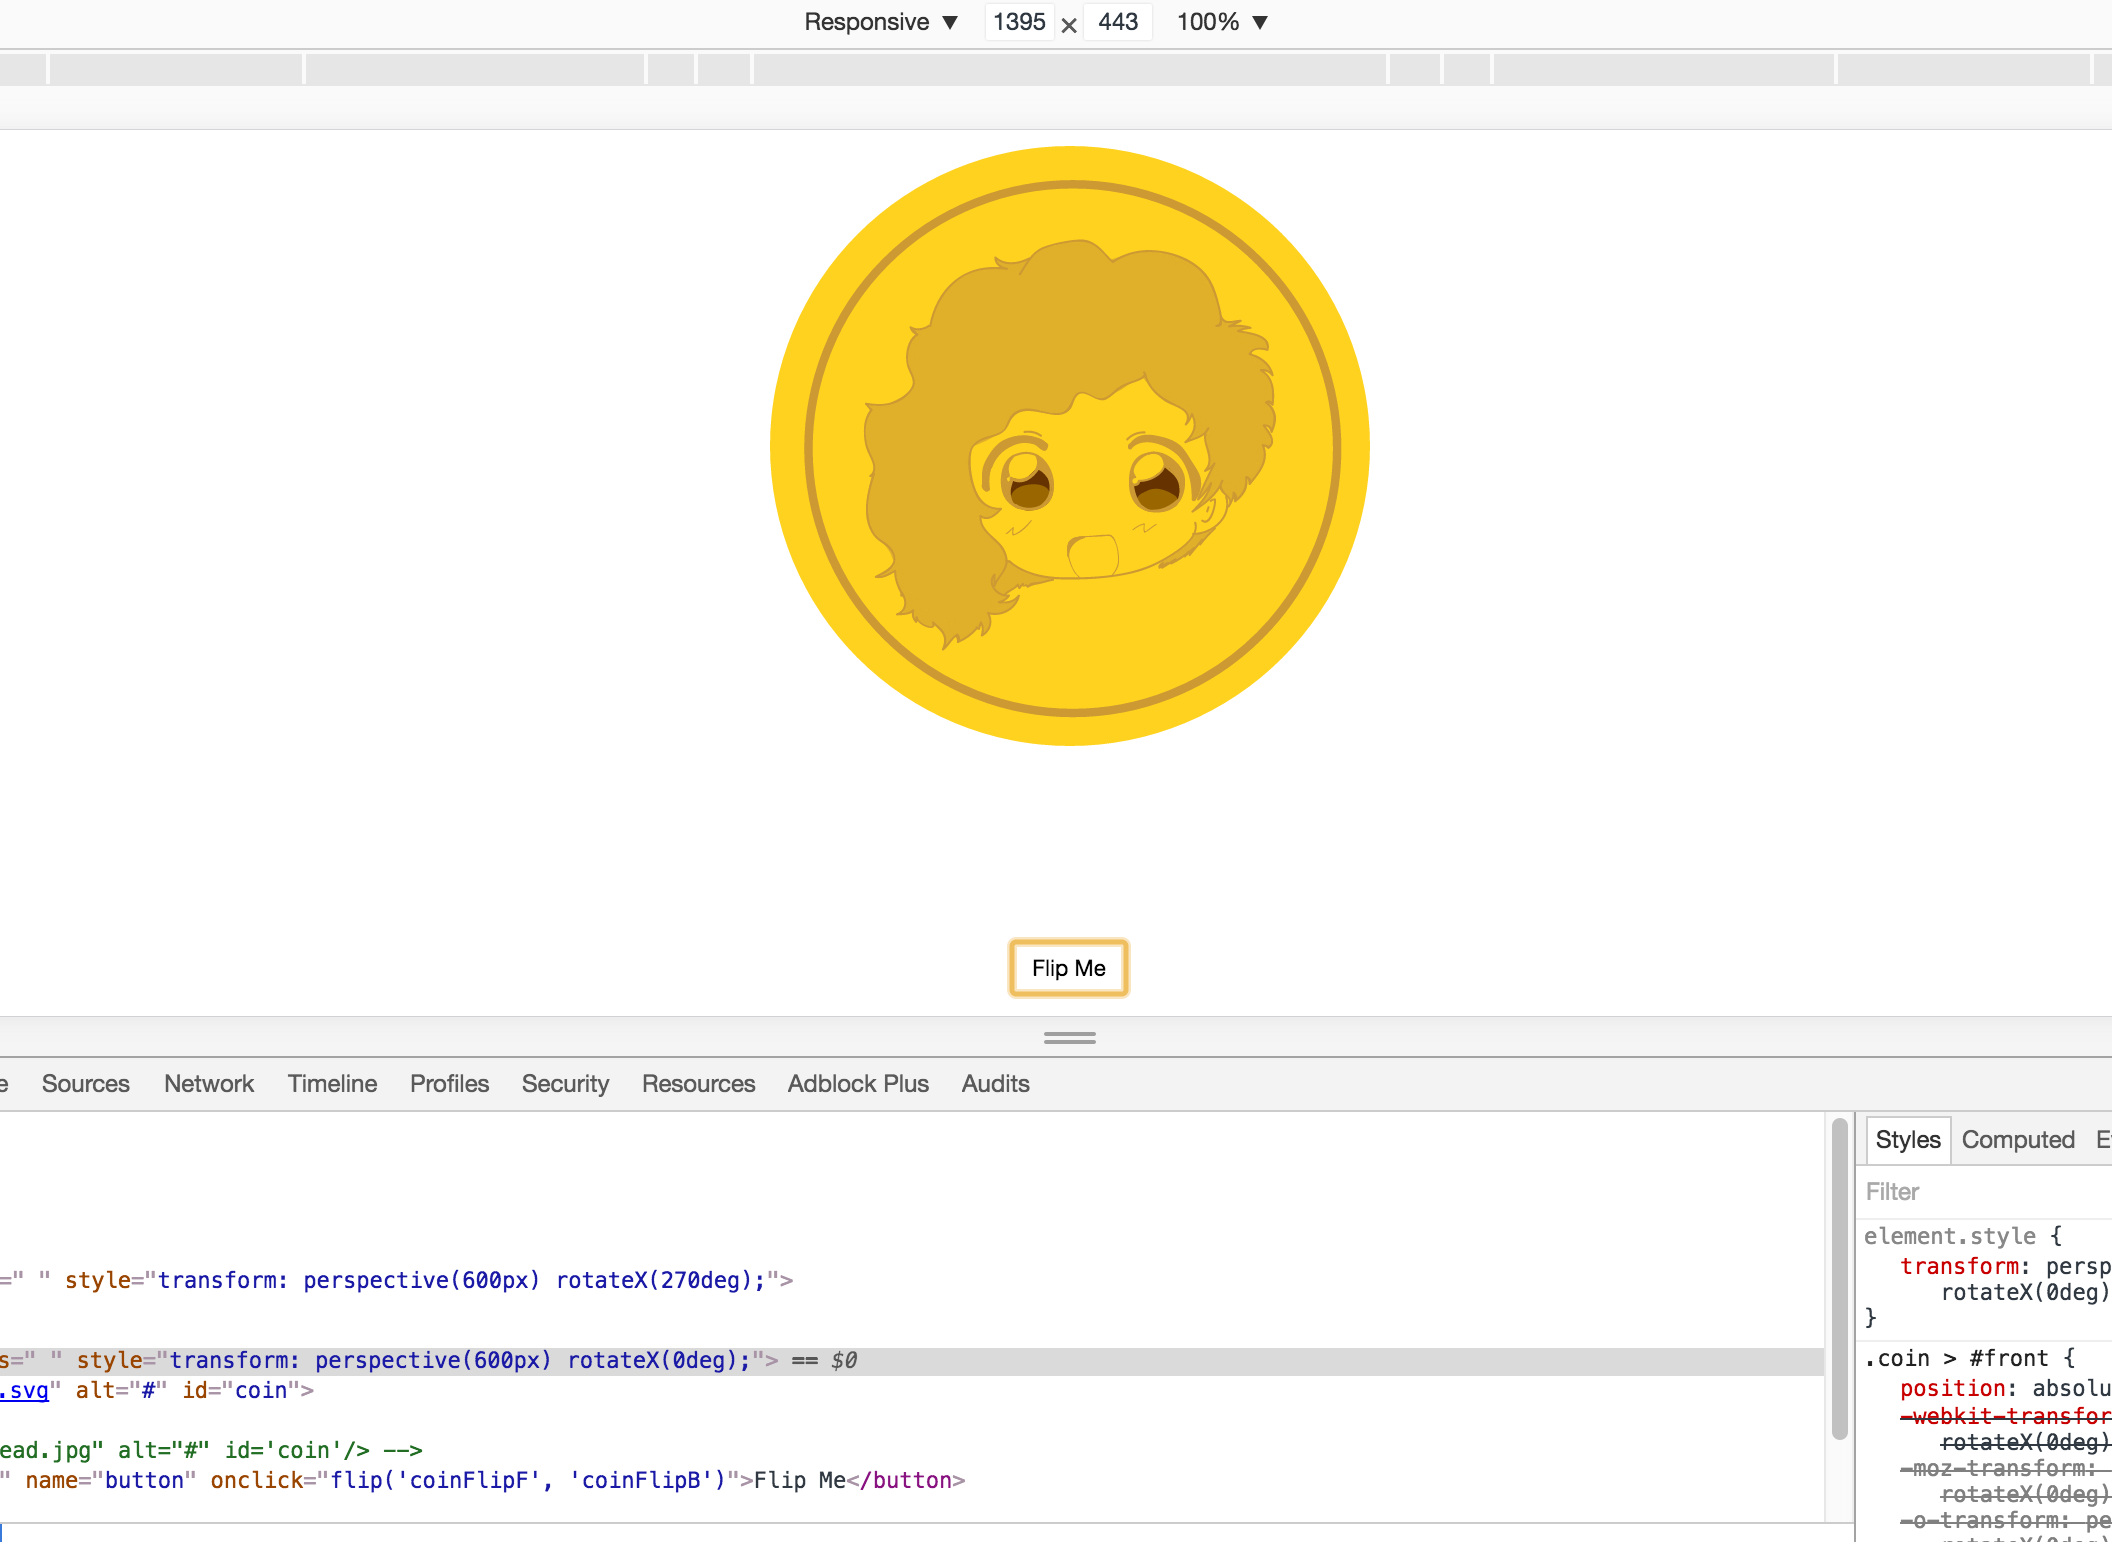 Responsive ▼ 1395 × 443 100% ▼
Flip Me
e Sources Network Timeline Profiles Security Resources Adblock Plus Audits
Styles Computed E
Filter
=" " style="transform: perspective(600px) rotateX(270deg);">
s=" " style="transform: perspective(600px) rotateX(0deg);"> == $0
.svg" alt="#" id="coin">
ead.jpg" alt="#" id='coin'/> -->
" name="button" onclick="flip('coinFlipF', 'coinFlipB')">Flip Me</button>
element.style {
transform: persp
rotateX(0deg)
}
.coin > #front {
position: absolu
-webkit-transfor
rotateX(0deg)
-moz-transform:
rotateX(0deg)
-o-transform: pe